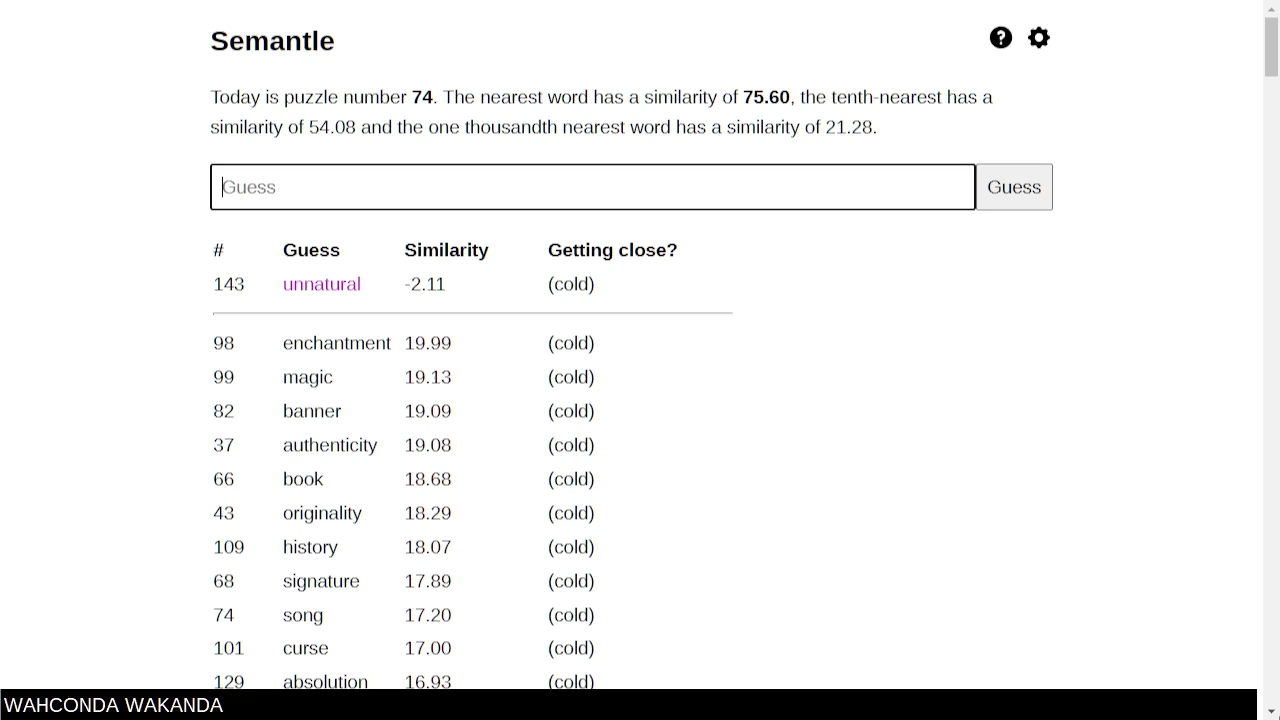 Semantle
Today is puzzle number 74. The nearest word has a similarity of 75.60, the tenth-nearest has a
similarity of 54.08 and the one thousandth nearest word has a similarity of 21.28.
Guess Guess
# Guess Similarity Getting close?
143 unnatural -2.11 (cold)
98 enchantment 19.99 (cold)
99 magic 19.13 (cold)
82 banner 19.09 (cold)
37 authenticity 19.08 (cold)
66 book 18.68 (cold)
43 originality 18.29 (cold)
109 history 18.07 (cold)
68 signature 17.89 (cold)
74 song 17.20 (cold)
101 curse 17.00 (cold)
129 absolution 16.93 (cold)
WAHCONDA WAKANDA